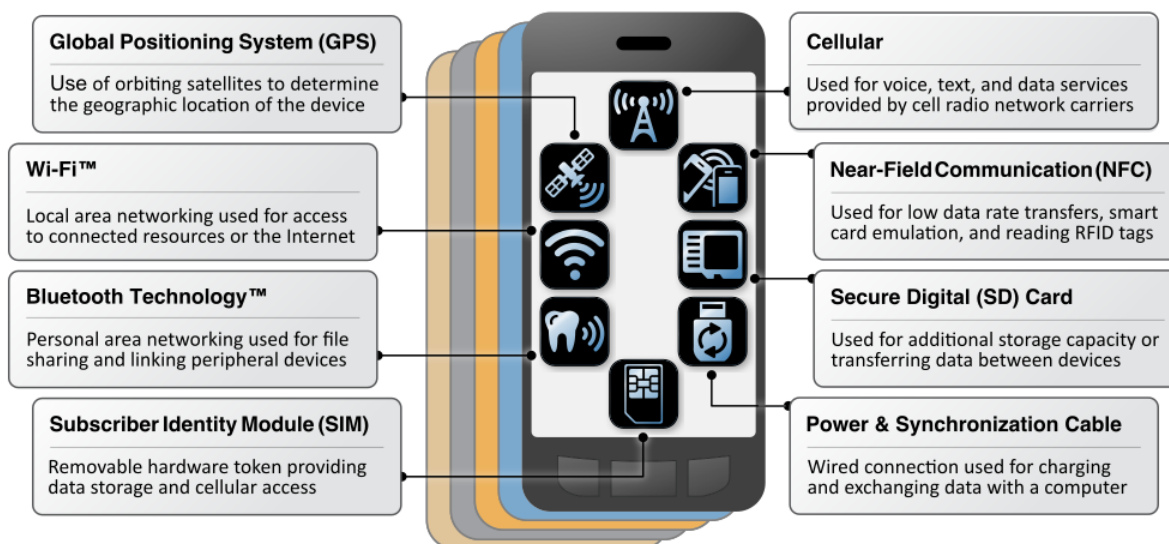 Global Positioning System (GPS)
Use of orbiting satellites to determine
the geographic location of the device
Wi-Fi™
Local area networking used for access
to connected resources or the Internet
Bluetooth Technology™
Personal area networking used for file
sharing and linking peripheral devices
Subscriber Identity Module (SIM)
Removable hardware token providing
data storage and cellular access
Cellular
Used for voice, text, and data services
provided by cell radio network carriers
Near-Field Communication (NFC)
Used for low data rate transfers, smart
card emulation, and reading RFID tags
Secure Digital (SD) Card
Used for additional storage capacity or
transferring data between devices
Power & Synchronization Cable
Wired connection used for charging
and exchanging data with a computer